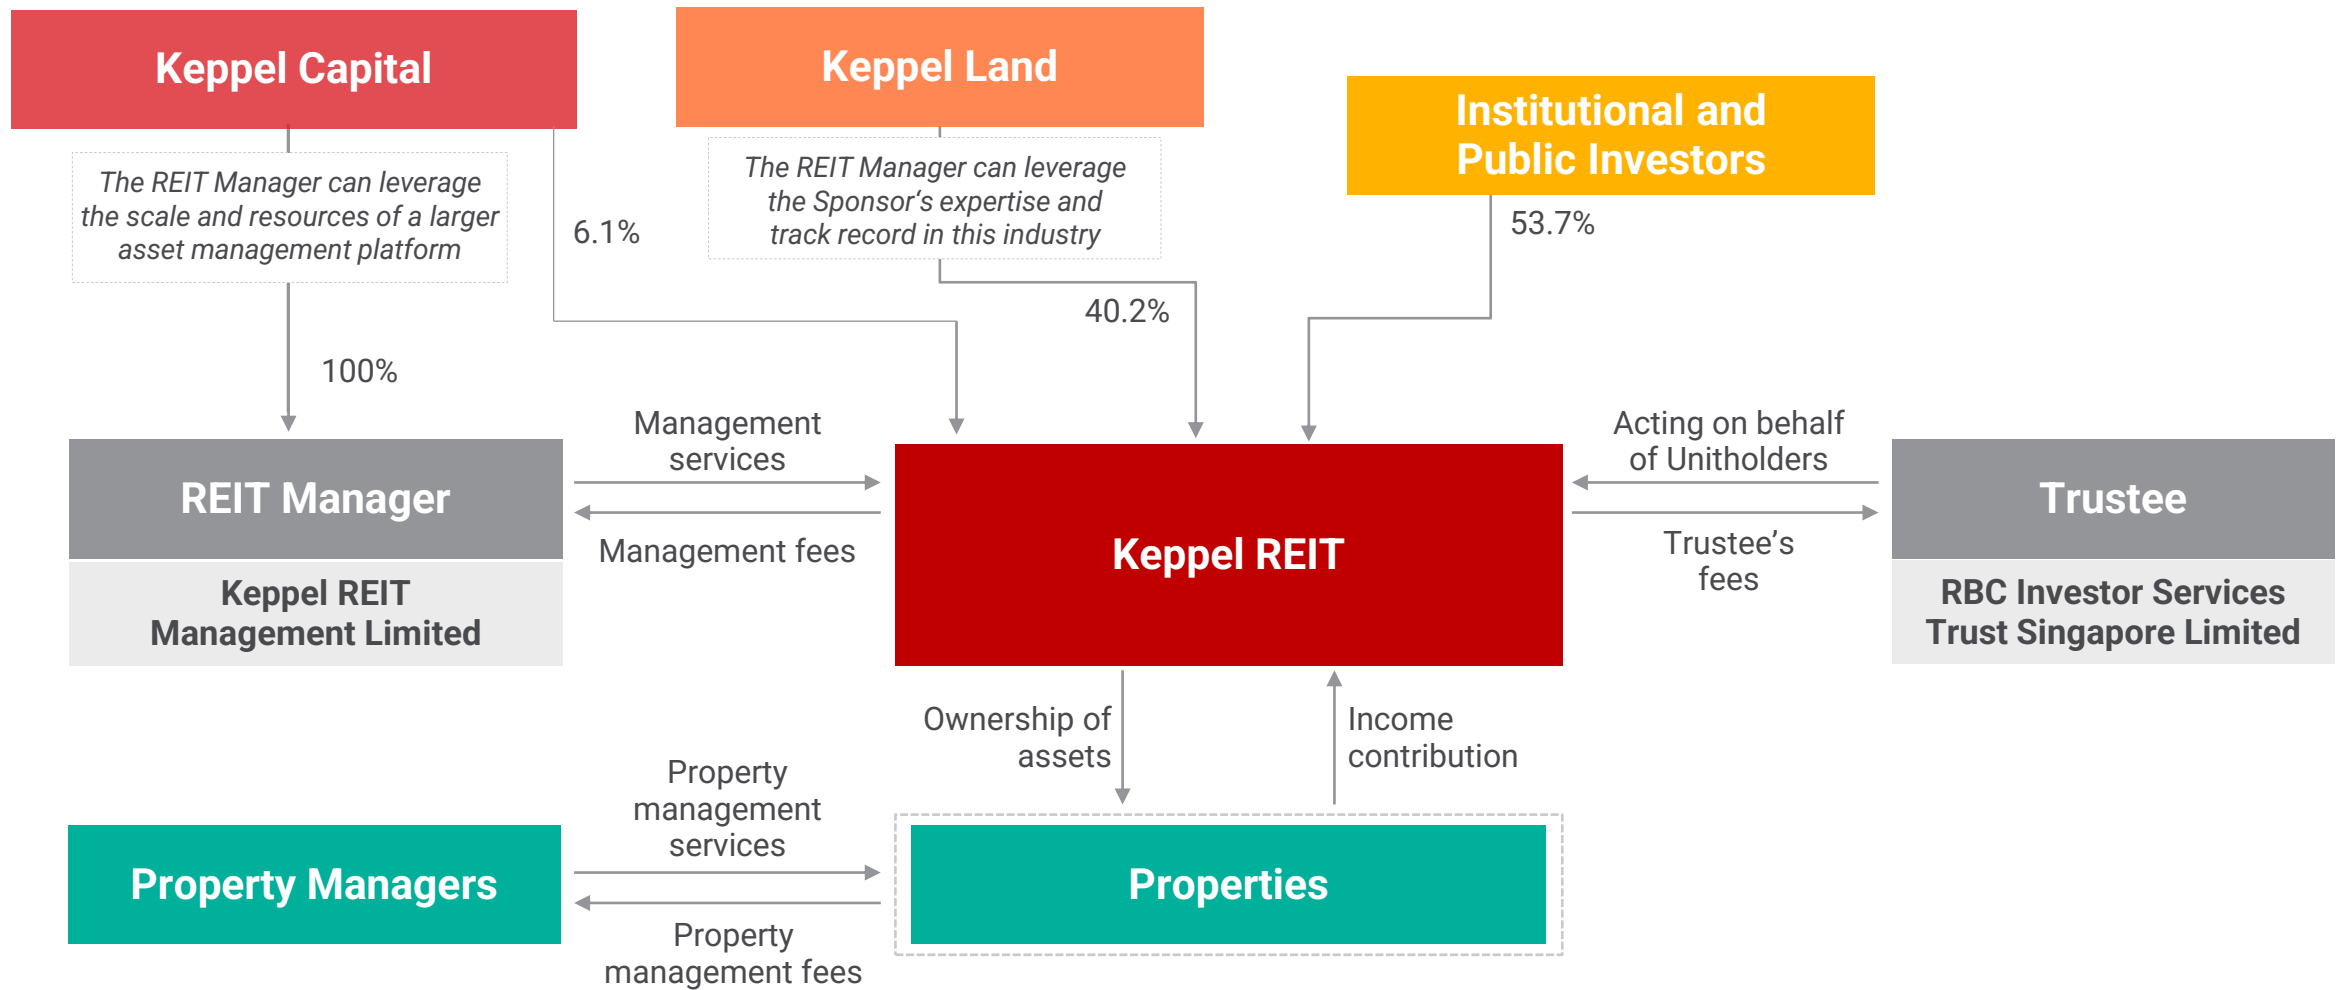 Keppel Capital
Keppel Land
Institutional and
Public Investors
The REIT Manager can leverage
the scale and resources of a larger
asset management platform
6.1%
The REIT Manager can leverage
the Sponsor‘s expertise and
track record in this industry
53.7%
40.2%
100%
Management
services
Acting on behalf
of Unitholders
REIT Manager
Keppel REIT
Trustee
Management fees
Trustee’s
fees
Keppel REIT
Management Limited
RBC Investor Services
Trust Singapore Limited
Ownership of
assets
Income
contribution
Property
management
services
Property Managers
Properties
Property
management fees